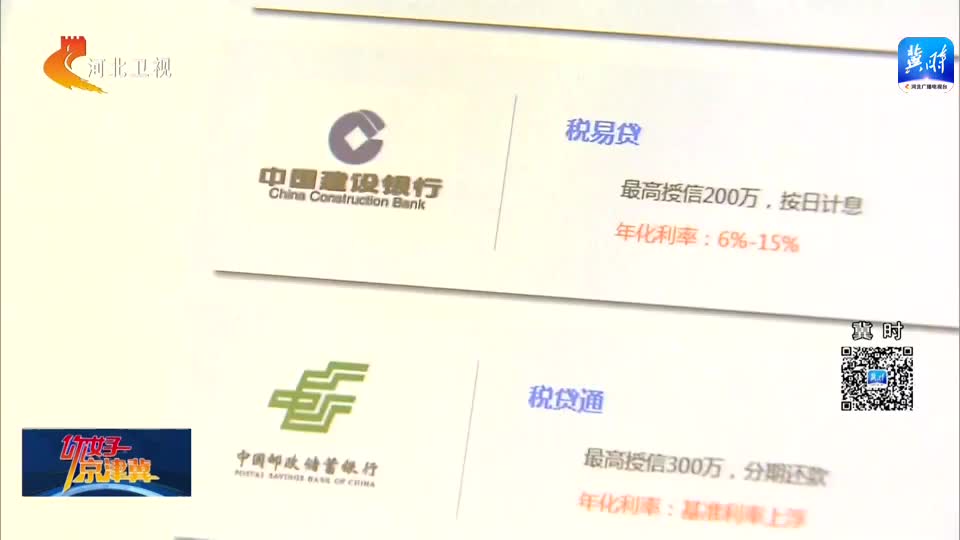 河北卫视
冀时
河北广播电视台
中国建设银行
China Construction Bank
税易贷
最高授信200万，按日计息
年化利率：6%-15%
冀时
冀时
中国邮政储蓄银行
POSTAL SAVINGS BANK OF CHINA
税贷通
最高授信300万，分期还款
年化利率：基准利率上浮
你好
京津冀